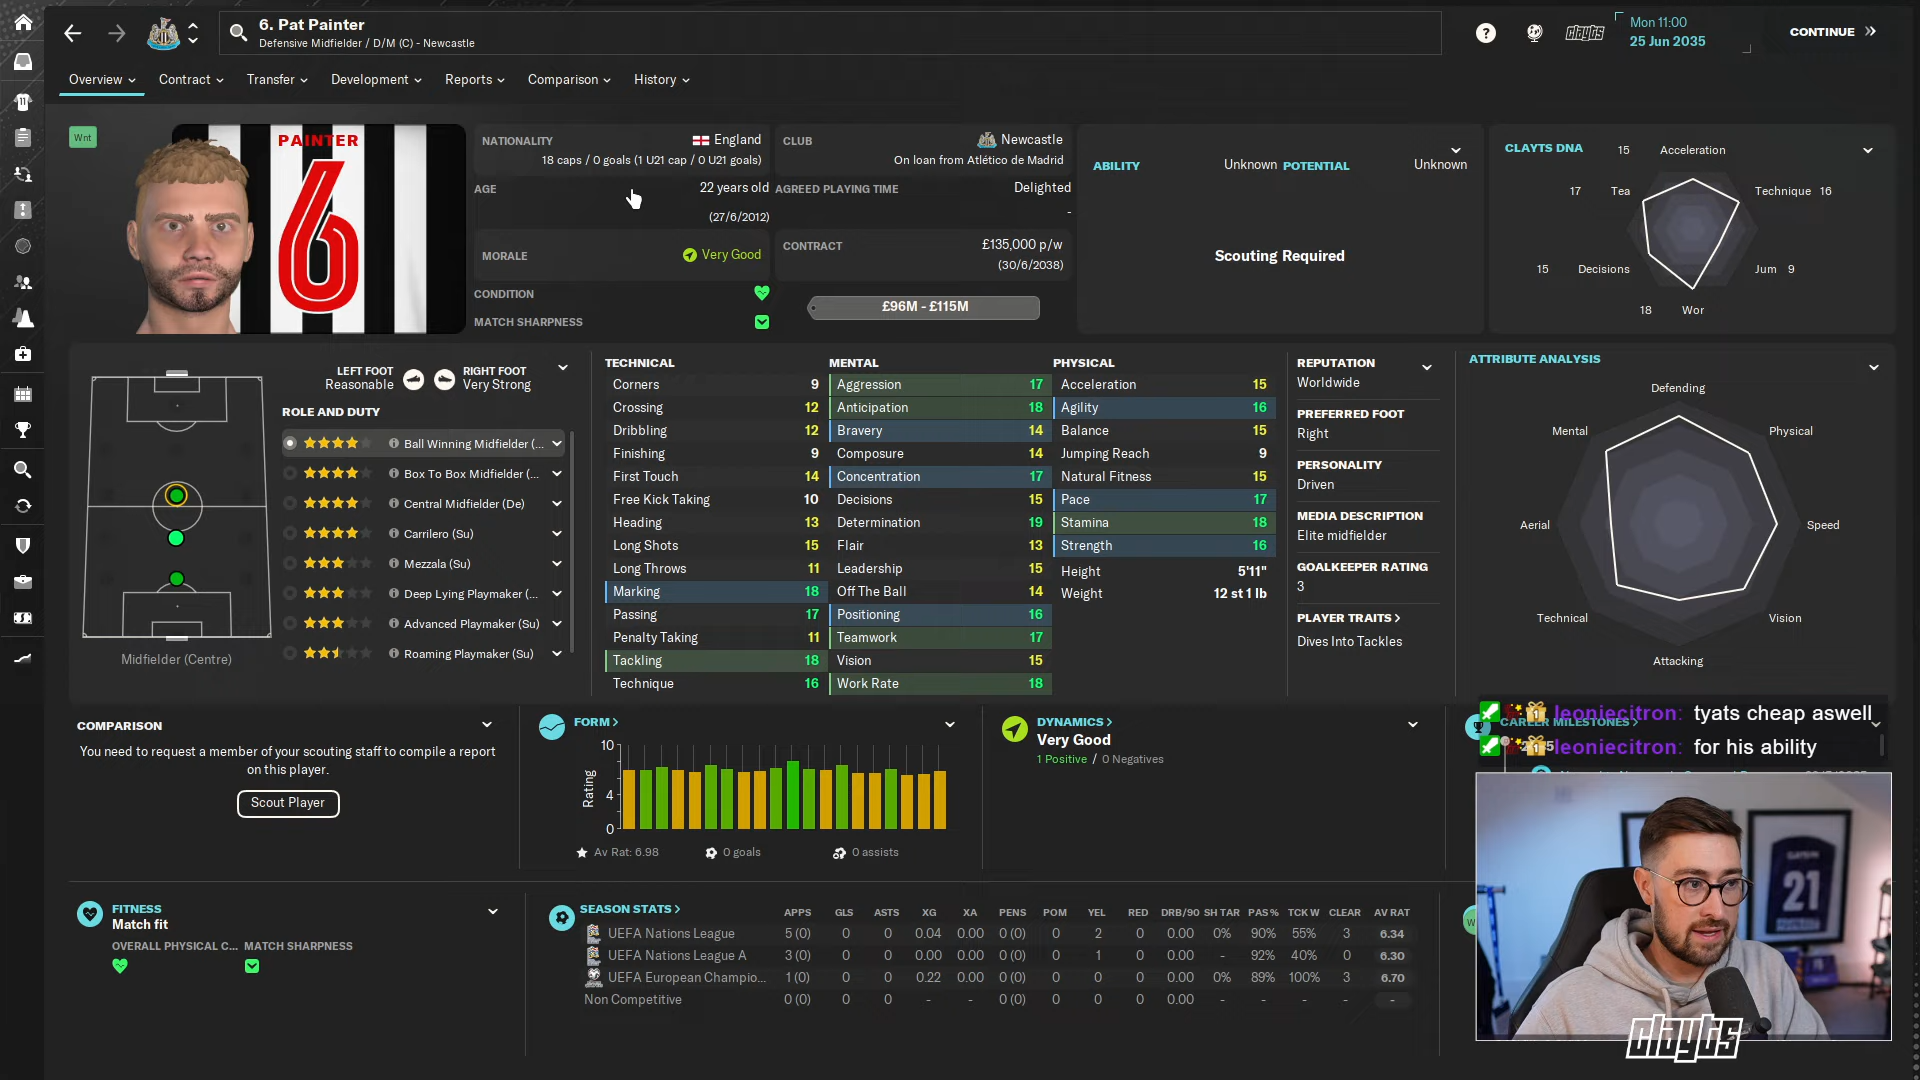 6. Pat Painter
Defensive Midfielder / D/M (C) - Newcastle
clayts
Mon 11:00
25 Jun 2035
CONTINUE
Overview
Contract
Transfer
Development
Reports
Comparison
History
Wnt
PAINTER
6
NATIONALITY
England
18 caps / 0 goals (1 U21 cap / 0 U21 goals)
AGE
22 years old
(27/6/2012)
MORALE
Very Good
CONDITION
MATCH SHARPNESS
CLUB
Newcastle
On loan from Atlético de Madrid
AGREED PLAYING TIME
Delighted
-
CONTRACT
£135,000 p/w
(30/6/2038)
£96M - £115M
ABILITY
Unknown
POTENTIAL
Unknown
Scouting Required
CLAYTS DNA
15 Acceleration
17 Tea
Technique 16
15 Decisions
Jum 9
18 Wor
LEFT FOOT
Reasonable
RIGHT FOOT
Very Strong
ROLE AND DUTY
Ball Winning Midfielder (...
Box To Box Midfielder (...
Central Midfielder (De)
Carrilero (Su)
Mezzala (Su)
Deep Lying Playmaker (...
Advanced Playmaker (Su)
Roaming Playmaker (Su)
Midfielder (Centre)
TECHNICAL
Corners 9
Crossing 12
Dribbling 12
Finishing 9
First Touch 14
Free Kick Taking 10
Heading 13
Long Shots 15
Long Throws 11
Marking 18
Passing 17
Penalty Taking 11
Tackling 18
Technique 16
MENTAL
Aggression 17
Anticipation 18
Bravery 14
Composure 14
Concentration 17
Decisions 15
Determination 19
Flair 13
Leadership 15
Off The Ball 14
Positioning 16
Teamwork 17
Vision 15
Work Rate 18
PHYSICAL
Acceleration 15
Agility 16
Balance 15
Jumping Reach 9
Natural Fitness 15
Pace 17
Stamina 18
Strength 16
Height 5'11"
Weight 12 st 1 lb
REPUTATION
Worldwide
PREFERRED FOOT
Right
PERSONALITY
Driven
MEDIA DESCRIPTION
Elite midfielder
GOALKEEPER RATING
3
PLAYER TRAITS >
Dives Into Tackles
ATTRIBUTE ANALYSIS
Defending
Mental
Physical
Aerial
Speed
Technical
Vision
Attacking
COMPARISON
You need to request a member of your scouting staff to compile a report
on this player.
Scout Player
FORM >
10
4
0
Rating
Av Rat: 6.98
0 goals
0 assists
DYNAMICS >
Very Good
1 Positive / 0 Negatives
CAREER MILESTONES >
leoniecitron: tyats cheap aswell
leoniecitron: for his ability
FITNESS
Match fit
OVERALL PHYSICAL C... MATCH SHARPNESS
SEASON STATS > APPS GLS ASTS XG XA PENS POM YEL RED DRB/90 SH TAR PAS % TCK W CLEAR AV RAT
UEFA Nations League 5 (0) 0 0 0.04 0.00 0 (0) 0 2 0 0.00 0% 90% 55% 3 6.34
UEFA Nations League A 3 (0) 0 0 0.00 0.00 0 (0) 0 1 0 0.00 - 92% 40% 0 6.30
UEFA European Champio... 1 (0) 0 0 0.22 0.00 0 (0) 0 0 0 0.00 0% 89% 100% 3 6.70
Non Competitive 0 (0) 0 0 - - 0 (0) 0 0 0 0.00 - - - - -
21
clayts